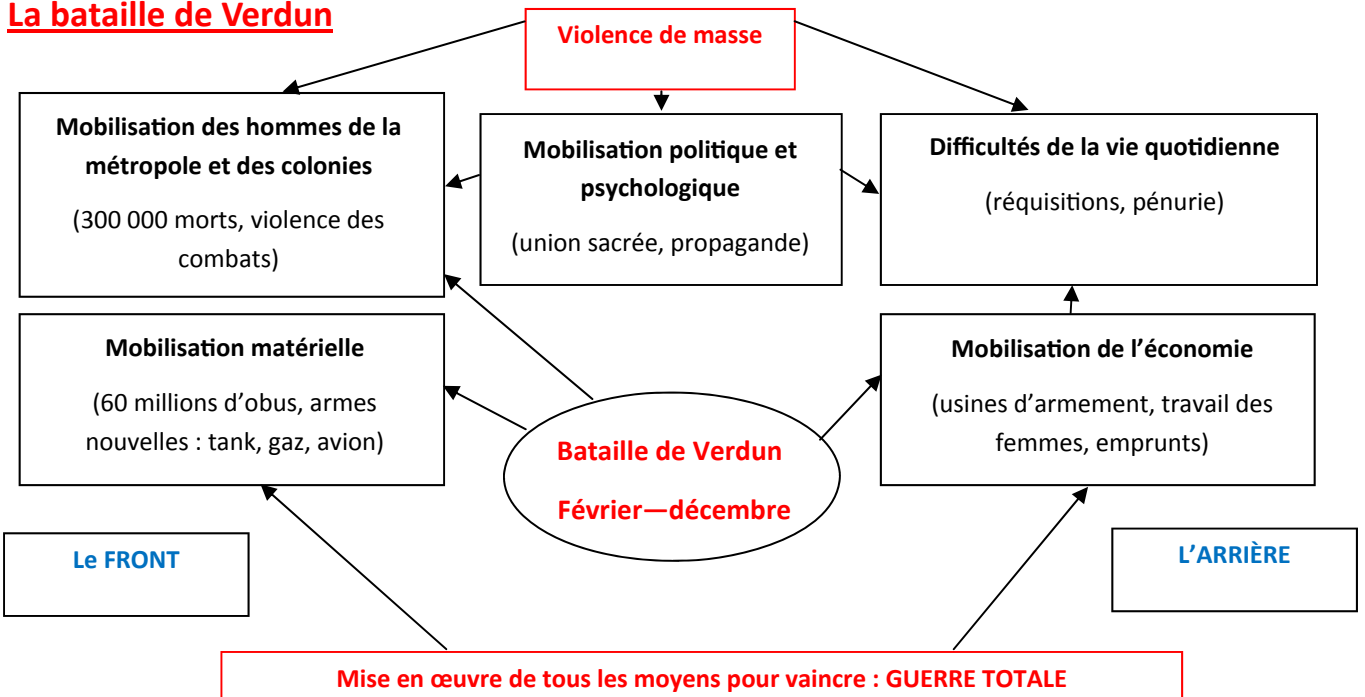 La bataille de Verdun
Violence de masse
Mobilisation des hommes de la
métropole et des colonies
(300 000 morts, violence des
combats)
Mobilisation politique et
psychologique
(union sacrée, propagande)
Difficultés de la vie quotidienne
(réquisitions, pénurie)
Mobilisation matérielle
(60 millions d’obus, armes
nouvelles : tank, gaz, avion)
Bataille de Verdun
Février—décembre
Mobilisation de l’économie
(usines d’armement, travail des
femmes, emprunts)
Le FRONT
L’ARRIÈRE
Mise en œuvre de tous les moyens pour vaincre : GUERRE TOTALE